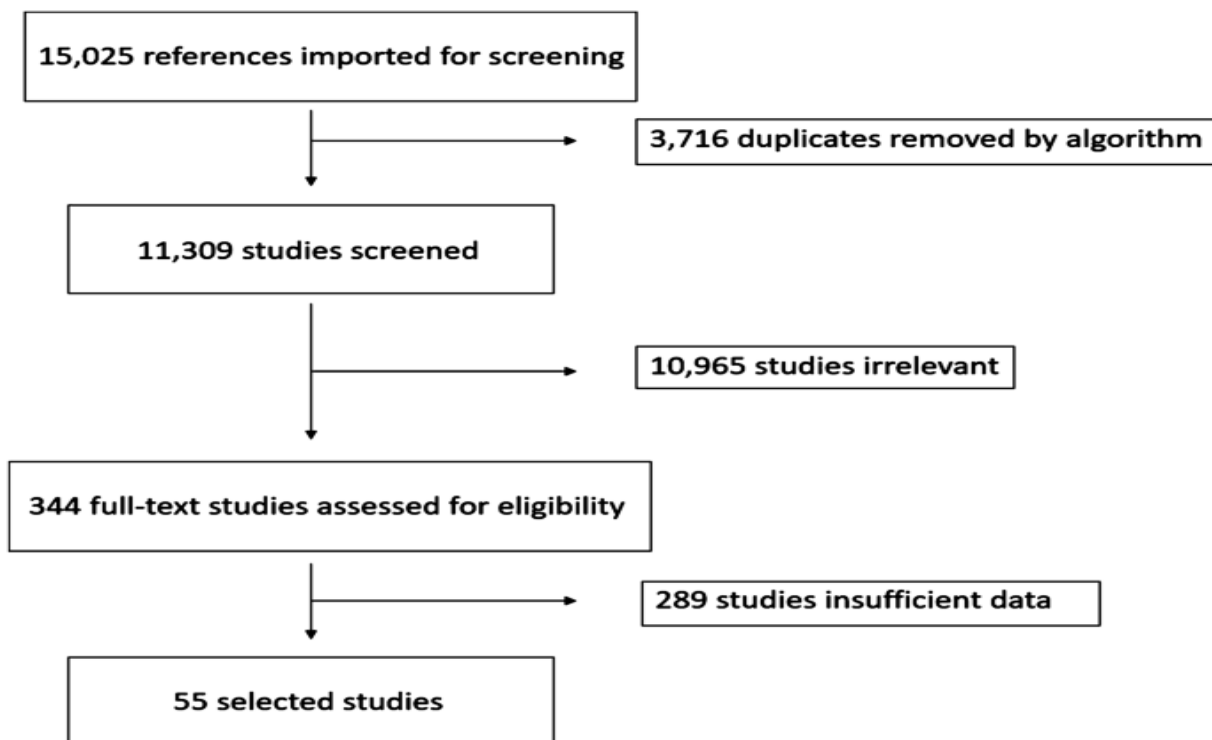 15,025 references imported for screening
3,716 duplicates removed by algorithm
11,309 studies screened
10,965 studies irrelevant
344 full-text studies assessed for eligibility
289 studies insufficient data
55 selected studies